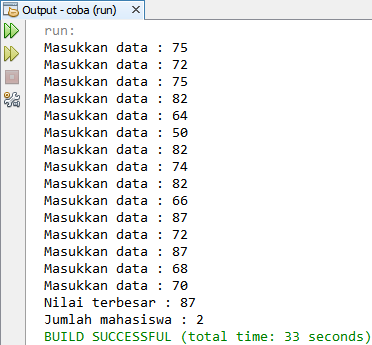 Output - coba (run)
run:
Masukkan data : 75
Masukkan data : 72
Masukkan data : 75
Masukkan data : 82
Masukkan data : 64
Masukkan data : 50
Masukkan data : 82
Masukkan data : 74
Masukkan data : 82
Masukkan data : 66
Masukkan data : 87
Masukkan data : 72
Masukkan data : 87
Masukkan data : 68
Masukkan data : 70
Nilai terbesar : 87
Jumlah mahasiswa : 2
BUILD SUCCESSFUL (total time: 33 seconds)